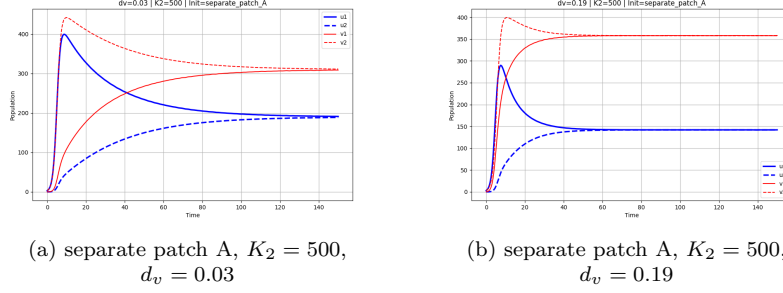 dv=0.03 | K2=500 | Init=separate_patch_A
u1
u2
v1
v2
Population
400
300
200
100
0
0 20 40 60 80 100 120 140
Time
(a) separate patch A, K₂ = 500,
d_v = 0.03
dv=0.19 | K2=500 | Init=separate_patch_A
Population
400
350
300
250
200
150
100
50
0
0 20 40 60 80 100 120 140
Time
u
u
v
v
(b) separate patch A, K₂ = 500,
d_v = 0.19